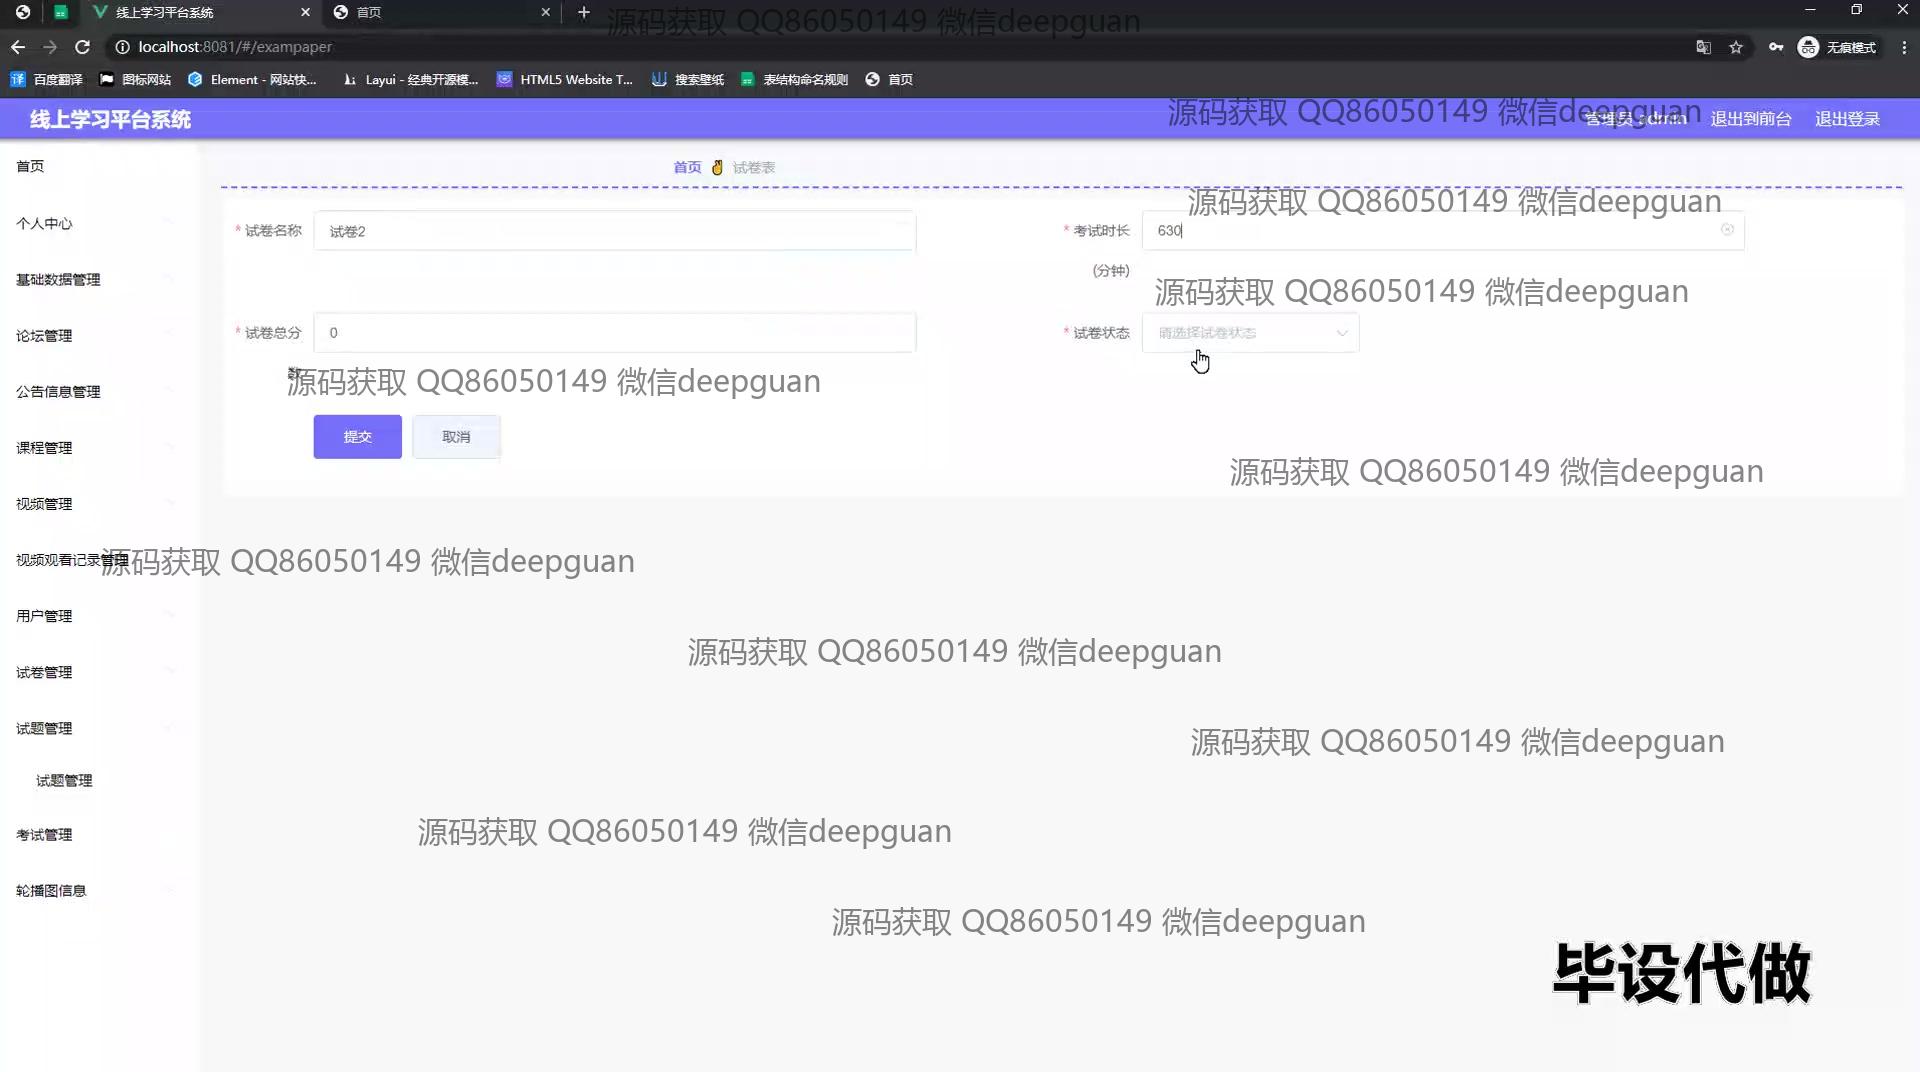 线上学习平台系统
首页
源码获取 QQ86050149 微信deepguan
localhost:8081/#/exampaper
无痕模式
百度翻译
图标网站
Element - 网站快...
Layui - 经典开源模...
HTML5 Website T...
搜索壁纸
表结构命名规则
首页
线上学习平台系统
源码获取 QQ86050149 微信deepguan
管理员 admin
退出到前台
退出登录
首页
首页
试卷表
源码获取 QQ86050149 微信deepguan
个人中心
* 试卷名称
试卷2
* 考试时长
630
(分钟)
基础数据管理
源码获取 QQ86050149 微信deepguan
论坛管理
* 试卷总分
0
* 试卷状态
请选择试卷状态
数
源码获取 QQ86050149 微信deepguan
公告信息管理
提交
取消
课程管理
源码获取 QQ86050149 微信deepguan
视频管理
视频观看记录管理
源码获取 QQ86050149 微信deepguan
用户管理
源码获取 QQ86050149 微信deepguan
试卷管理
试题管理
源码获取 QQ86050149 微信deepguan
试题管理
考试管理
源码获取 QQ86050149 微信deepguan
轮播图信息
源码获取 QQ86050149 微信deepguan
毕设代做